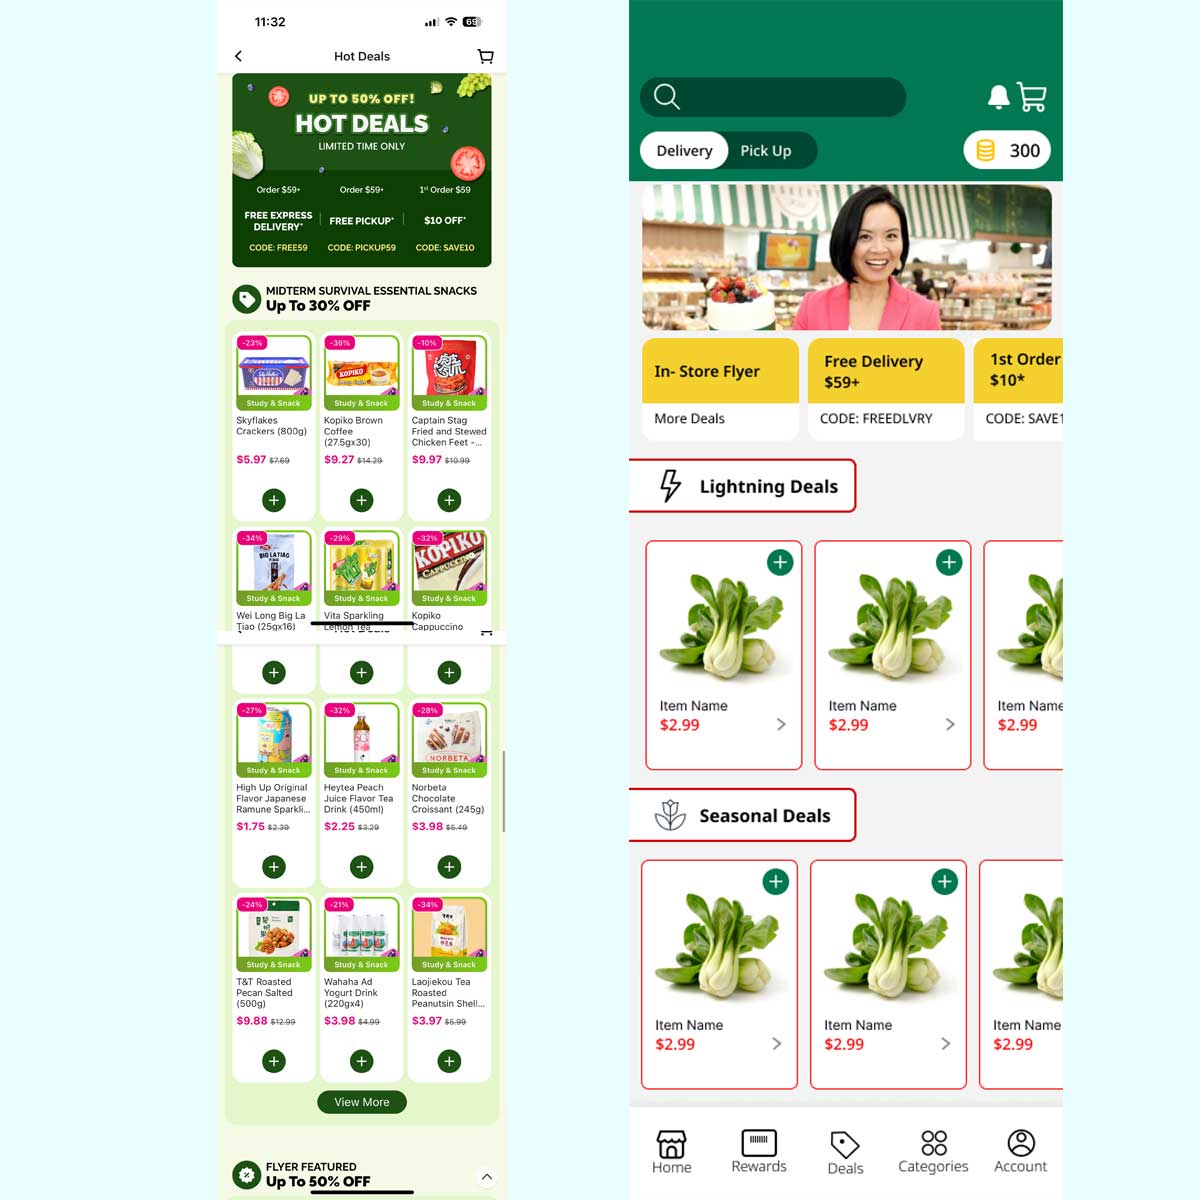 11:32
69
Hot Deals
UP TO 50% OFF!
HOT DEALS
LIMITED TIME ONLY
Order $59+
Order $59+
1st Order $59
FREE EXPRESS
DELIVERY*
FREE PICKUP*
$10 OFF*
CODE: FREE59
CODE: PICKUP59
CODE: SAVE10
MIDTERM SURVIVAL ESSENTIAL SNACKS
Up To 30% OFF
-23%
-36%
-10%
KOPIKO
Study & Snack
Study & Snack
Study & Snack
Skyflakes
Crackers (800g)
Kopiko Brown
Coffee
(27.5gx30)
Captain Stag
Fried and Stewed
Chicken Feet -...
$5.97 $7.69
$9.27 $14.29
$9.97 $10.99
-34%
-29%
-32%
BIG LATIAO
KOPIKO
CAPPUCCINO
Study & Snack
Study & Snack
Study & Snack
Wei Long Big La
Tiao (25gx16)
Vita Sparkling
Lemon Tea
Kopiko
Cappuccino
-27%
-32%
-28%
NORBETA
Study & Snack
Study & Snack
Study & Snack
High Up Original
Flavor Japanese
Ramune Sparkli...
Heytea Peach
Juice Flavor Tea
Drink (450ml)
Norbeta
Chocolate
Croissant (245g)
$1.75 $2.39
$2.25 $3.29
$3.98 $5.49
-24%
-21%
-34%
Study & Snack
Study & Snack
Study & Snack
T&T Roasted
Pecan Salted
(500g)
Wahaha Ad
Yogurt Drink
(220gx4)
Laojiekou Tea
Roasted
Peanutsin Shell...
$9.88 $12.99
$3.98 $4.99
$3.97 $5.99
View More
FLYER FEATURED
Up To 50% OFF
Delivery
Pick Up
300
In- Store Flyer
More Deals
Free Delivery
$59+
CODE: FREEDLVRY
1st Order
$10*
CODE: SAVE1
Lightning Deals
Item Name
$2.99
Item Name
$2.99
Item Name
$2.99
Seasonal Deals
Item Name
$2.99
Item Name
$2.99
Item Name
$2.99
Home
Rewards
Deals
Categories
Account